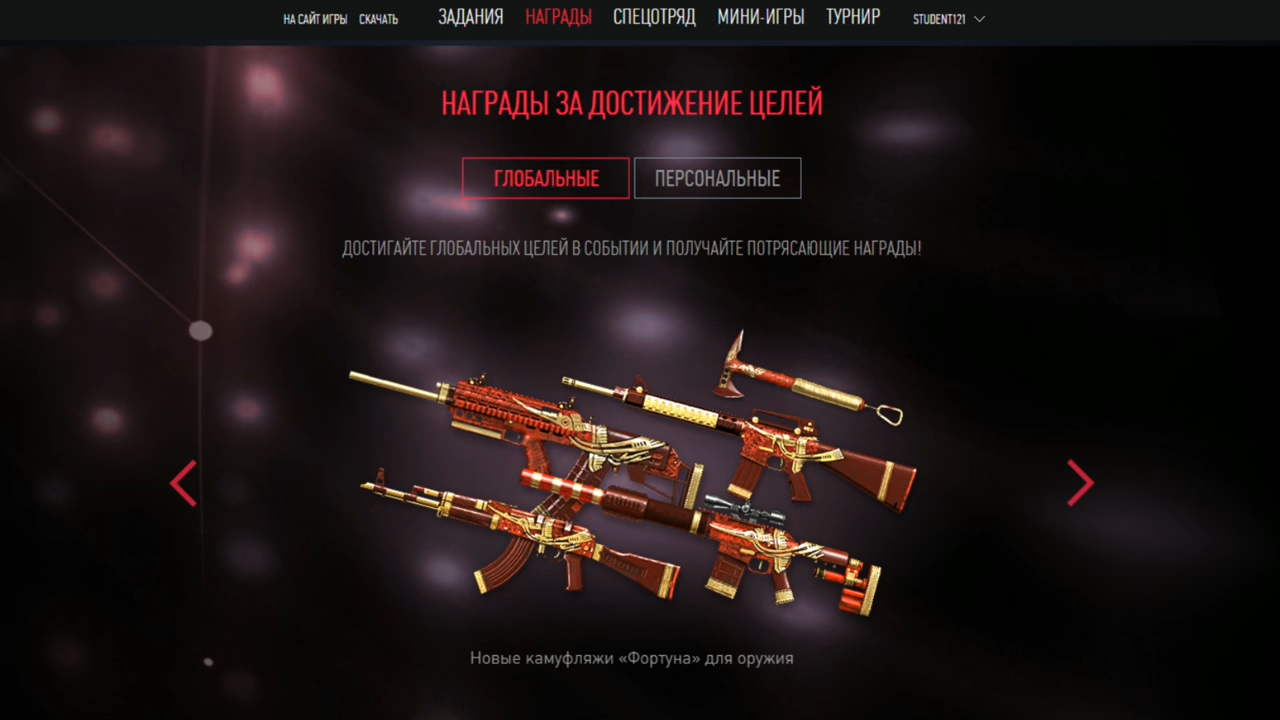 НА САЙТ ИГРЫ СКАЧАТЬ ЗАДАНИЯ НАГРАДЫ СПЕЦОТРЯД МИНИ-ИГРЫ ТУРНИР STUDENT121
НАГРАДЫ ЗА ДОСТИЖЕНИЕ ЦЕЛЕЙ
ГЛОБАЛЬНЫЕ ПЕРСОНАЛЬНЫЕ
ДОСТИГАЙТЕ ГЛОБАЛЬНЫХ ЦЕЛЕЙ В СОБЫТИИ И ПОЛУЧАЙТЕ ПОТРЯСАЮЩИЕ НАГРАДЫ!
Новые камуфляжи «Фортуна» для оружия